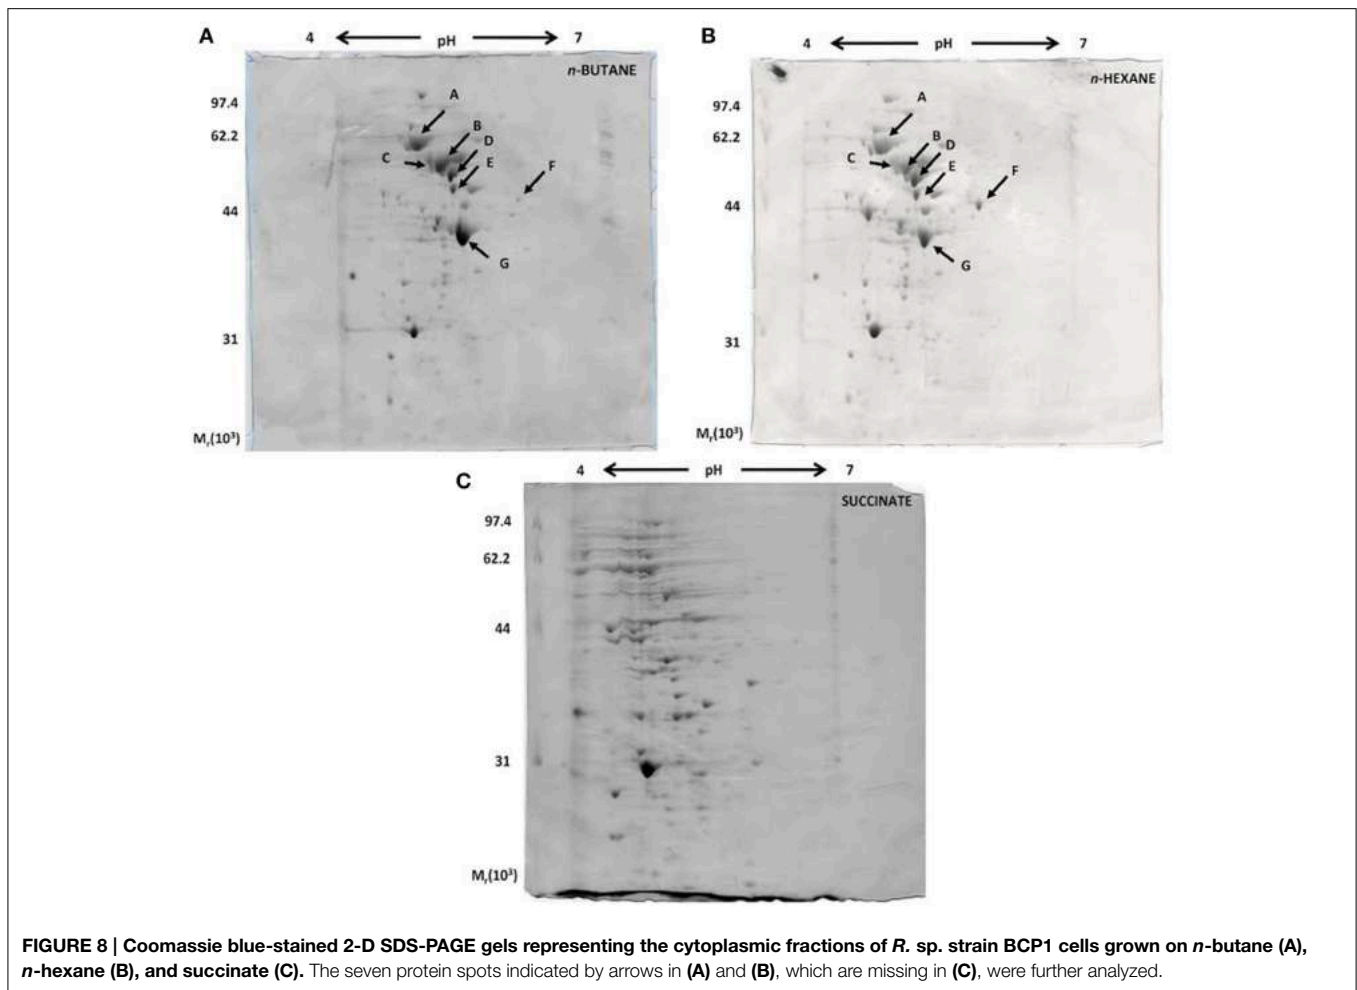 A
4 pH 7
n-BUTANE
97.4
62.2
44
31
Mr(10³)
A
B
D
C
E
F
G
B
4 pH 7
n-HEXANE
97.4
62.2
44
31
Mr(10³)
A
B
D
C
E
F
G
C
4 pH 7
SUCCINATE
97.4
62.2
44
31
Mr(10³)
FIGURE 8 | Coomassie blue-stained 2-D SDS-PAGE gels representing the cytoplasmic fractions of R. sp. strain BCP1 cells grown on n-butane (A),
n-hexane (B), and succinate (C). The seven protein spots indicated by arrows in (A) and (B), which are missing in (C), were further analyzed.